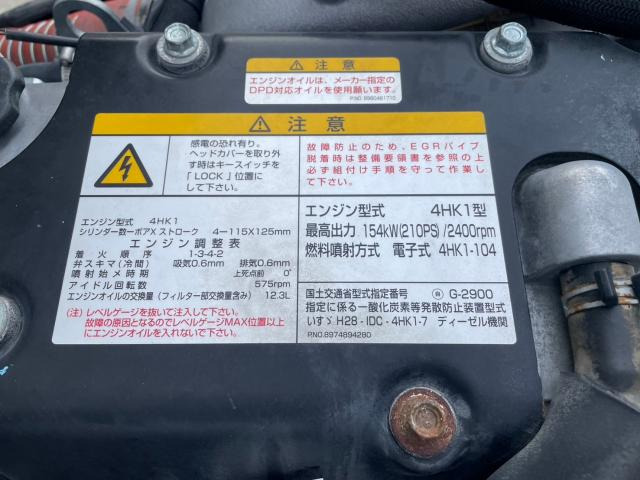 注意
エンジンオイルは、メーカー指定の
DPD対応オイルを使用願います。
P.NO. 8980481710
注意
感電の恐れ有り。
ヘッドカバーを取り外
す時はキースイッチを
「LOCK」位置に
して下さい。
故障防止のため、EGRパイプ
脱着時は整備要領書を参照の上
必ず組付け手順を守って作業し
て下さい。
エンジン型式 4HK1
シリンダー数ーボアX ストローク 4ー115X125mm
エンジン調整表
着火順序 1-3-4-2
弁スキマ(冷間) 吸気0.6mm 排気0.6mm
噴射始メ時期 上死点前 0°
アイドル回転数 575rpm
エンジンオイルの交換量(フィルター部交換量含み) 12.3L
(注)レベルゲージを抜いて注入して下さい。
故障の原因となるのでレベルゲージMAX位置以上
にエンジンオイルを入れないで下さい。
エンジン型式 4HK1型
最高出力 154kW(210PS)/2400rpm
燃料噴射方式 電子式 4HK1-104
国土交通省型式指定番号 G-2900
指定に係る一酸化炭素等発散防止装置型式
いすゞ H28-IDC-4HK1-7 ディーゼル機関
P.NO.8974894280